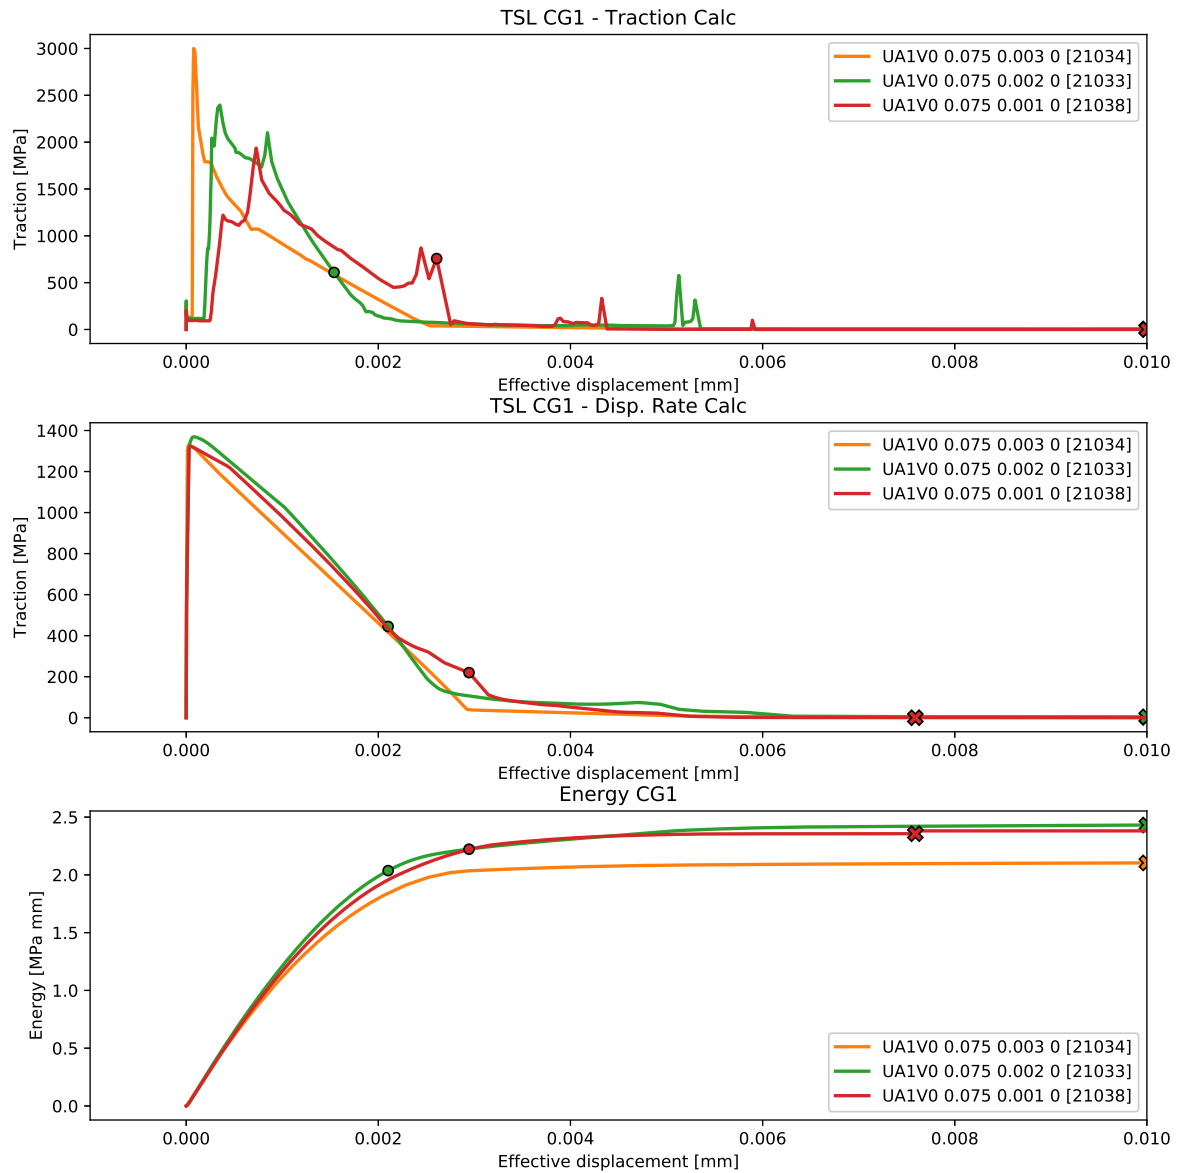 TSL CG1 - Traction Calc
Traction [MPa]
3000
2500
2000
1500
1000
500
0
UA1V0 0.075 0.003 0 [21034]
UA1V0 0.075 0.002 0 [21033]
UA1V0 0.075 0.001 0 [21038]
0.000 0.002 0.004 0.006 0.008 0.010
Effective displacement [mm]
TSL CG1 - Disp. Rate Calc
Traction [MPa]
1400
1200
1000
800
600
400
200
0
UA1V0 0.075 0.003 0 [21034]
UA1V0 0.075 0.002 0 [21033]
UA1V0 0.075 0.001 0 [21038]
0.000 0.002 0.004 0.006 0.008 0.010
Effective displacement [mm]
Energy CG1
Energy [MPa mm]
2.5
2.0
1.5
1.0
0.5
0.0
UA1V0 0.075 0.003 0 [21034]
UA1V0 0.075 0.002 0 [21033]
UA1V0 0.075 0.001 0 [21038]
0.000 0.002 0.004 0.006 0.008 0.010
Effective displacement [mm]